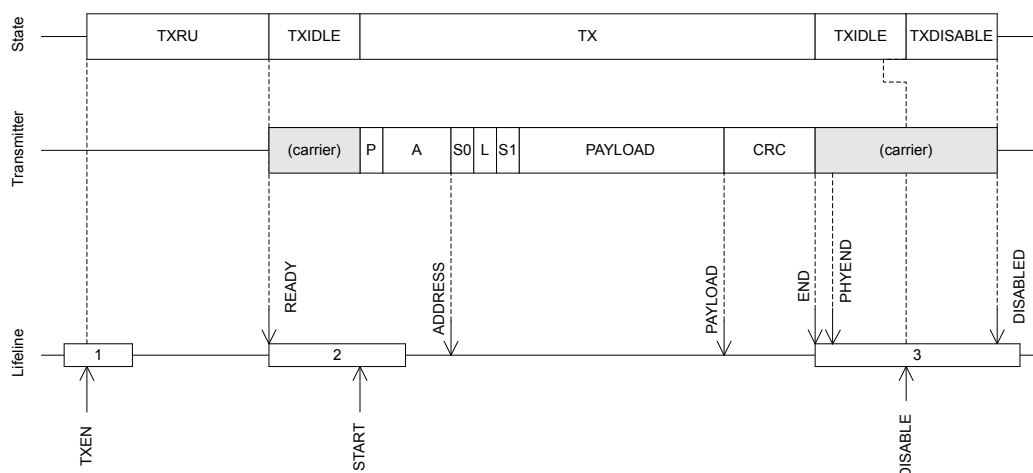 State
TXRU
TXIDLE
TX
TXIDLE
TXDISABLE
Transmitter
(carrier)
P
A
S0
L
S1
PAYLOAD
CRC
(carrier)
READY
ADDRESS
PAYLOAD
END
PHYEND
DISABLED
Lifeline
1
2
3
TXEN
START
DISABLE